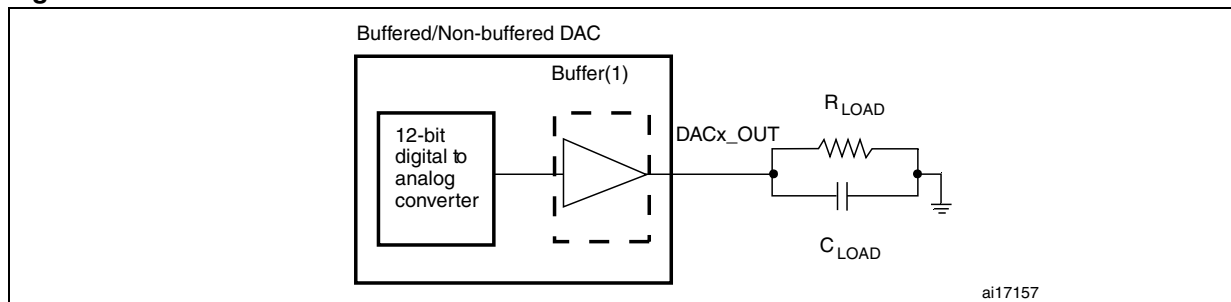 Buffered/Non-buffered DAC
Buffer(1)
12-bit
digital to
analog
converter
DACx_OUT
R LOAD
C LOAD
ai17157